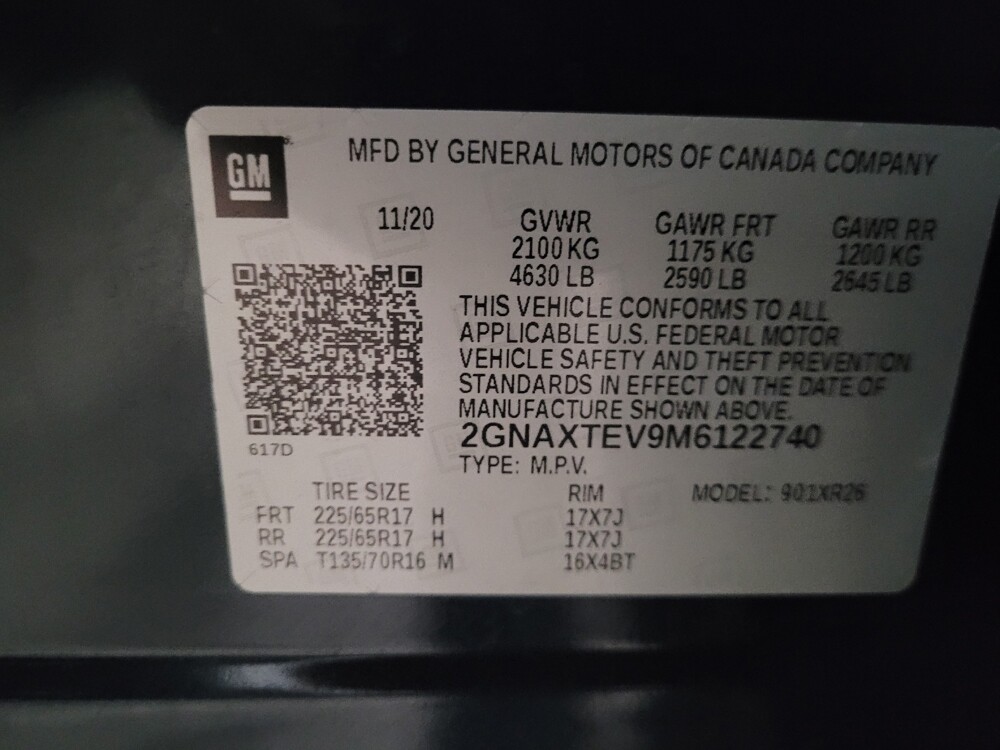 GM
MFD BY GENERAL MOTORS OF CANADA COMPANY
11/20 GVWR GAWR FRT GAWR RR
2100 KG 1175 KG 1200 KG
4630 LB 2590 LB 2645 LB
THIS VEHICLE CONFORMS TO ALL
APPLICABLE U.S. FEDERAL MOTOR
VEHICLE SAFETY AND THEFT PREVENTION
STANDARDS IN EFFECT ON THE DATE OF
MANUFACTURE SHOWN ABOVE.
2GNAXTEV9M6122740
617D
TYPE: M.P.V.
TIRE SIZE RIM MODEL: 901XR26
FRT 225/65R17 H 17X7J
RR 225/65R17 H 17X7J
SPA T135/70R16 M 16X4BT